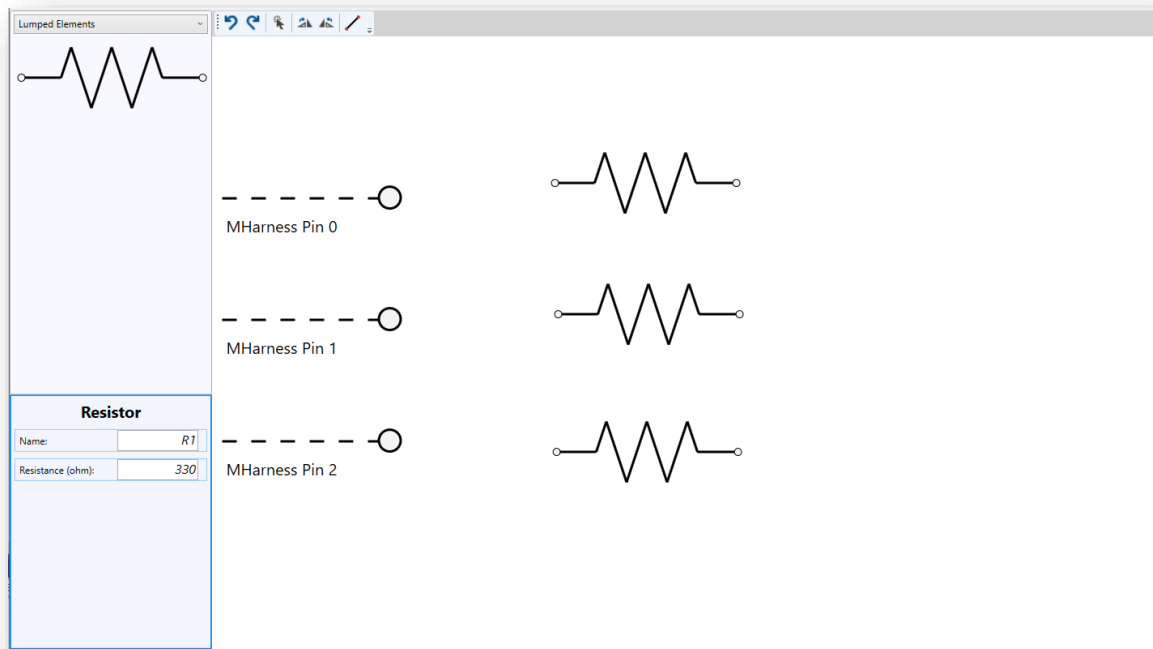 Lumped Elements
MHarness Pin 0
MHarness Pin 1
Resistor
Name: R1
Resistance (ohm): 330
MHarness Pin 2